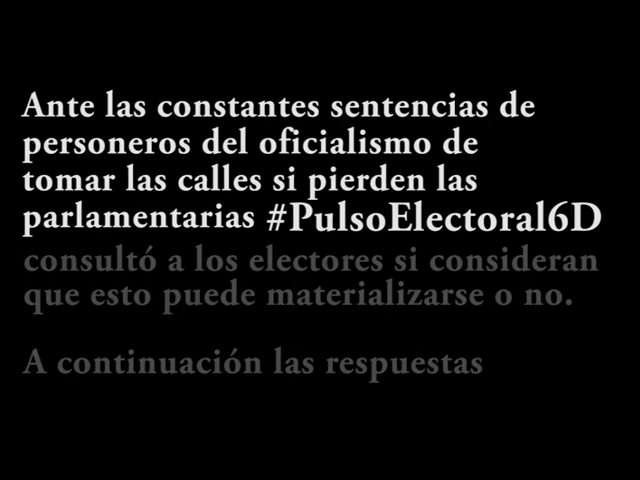 Ante las constantes sentencias de
personeros del oficialismo de
tomar las calles si pierden las
parlamentarias #PulsoElectoral6D
consultó a los electores si consideran
que esto puede materializarse o no.
A continuación las respuestas